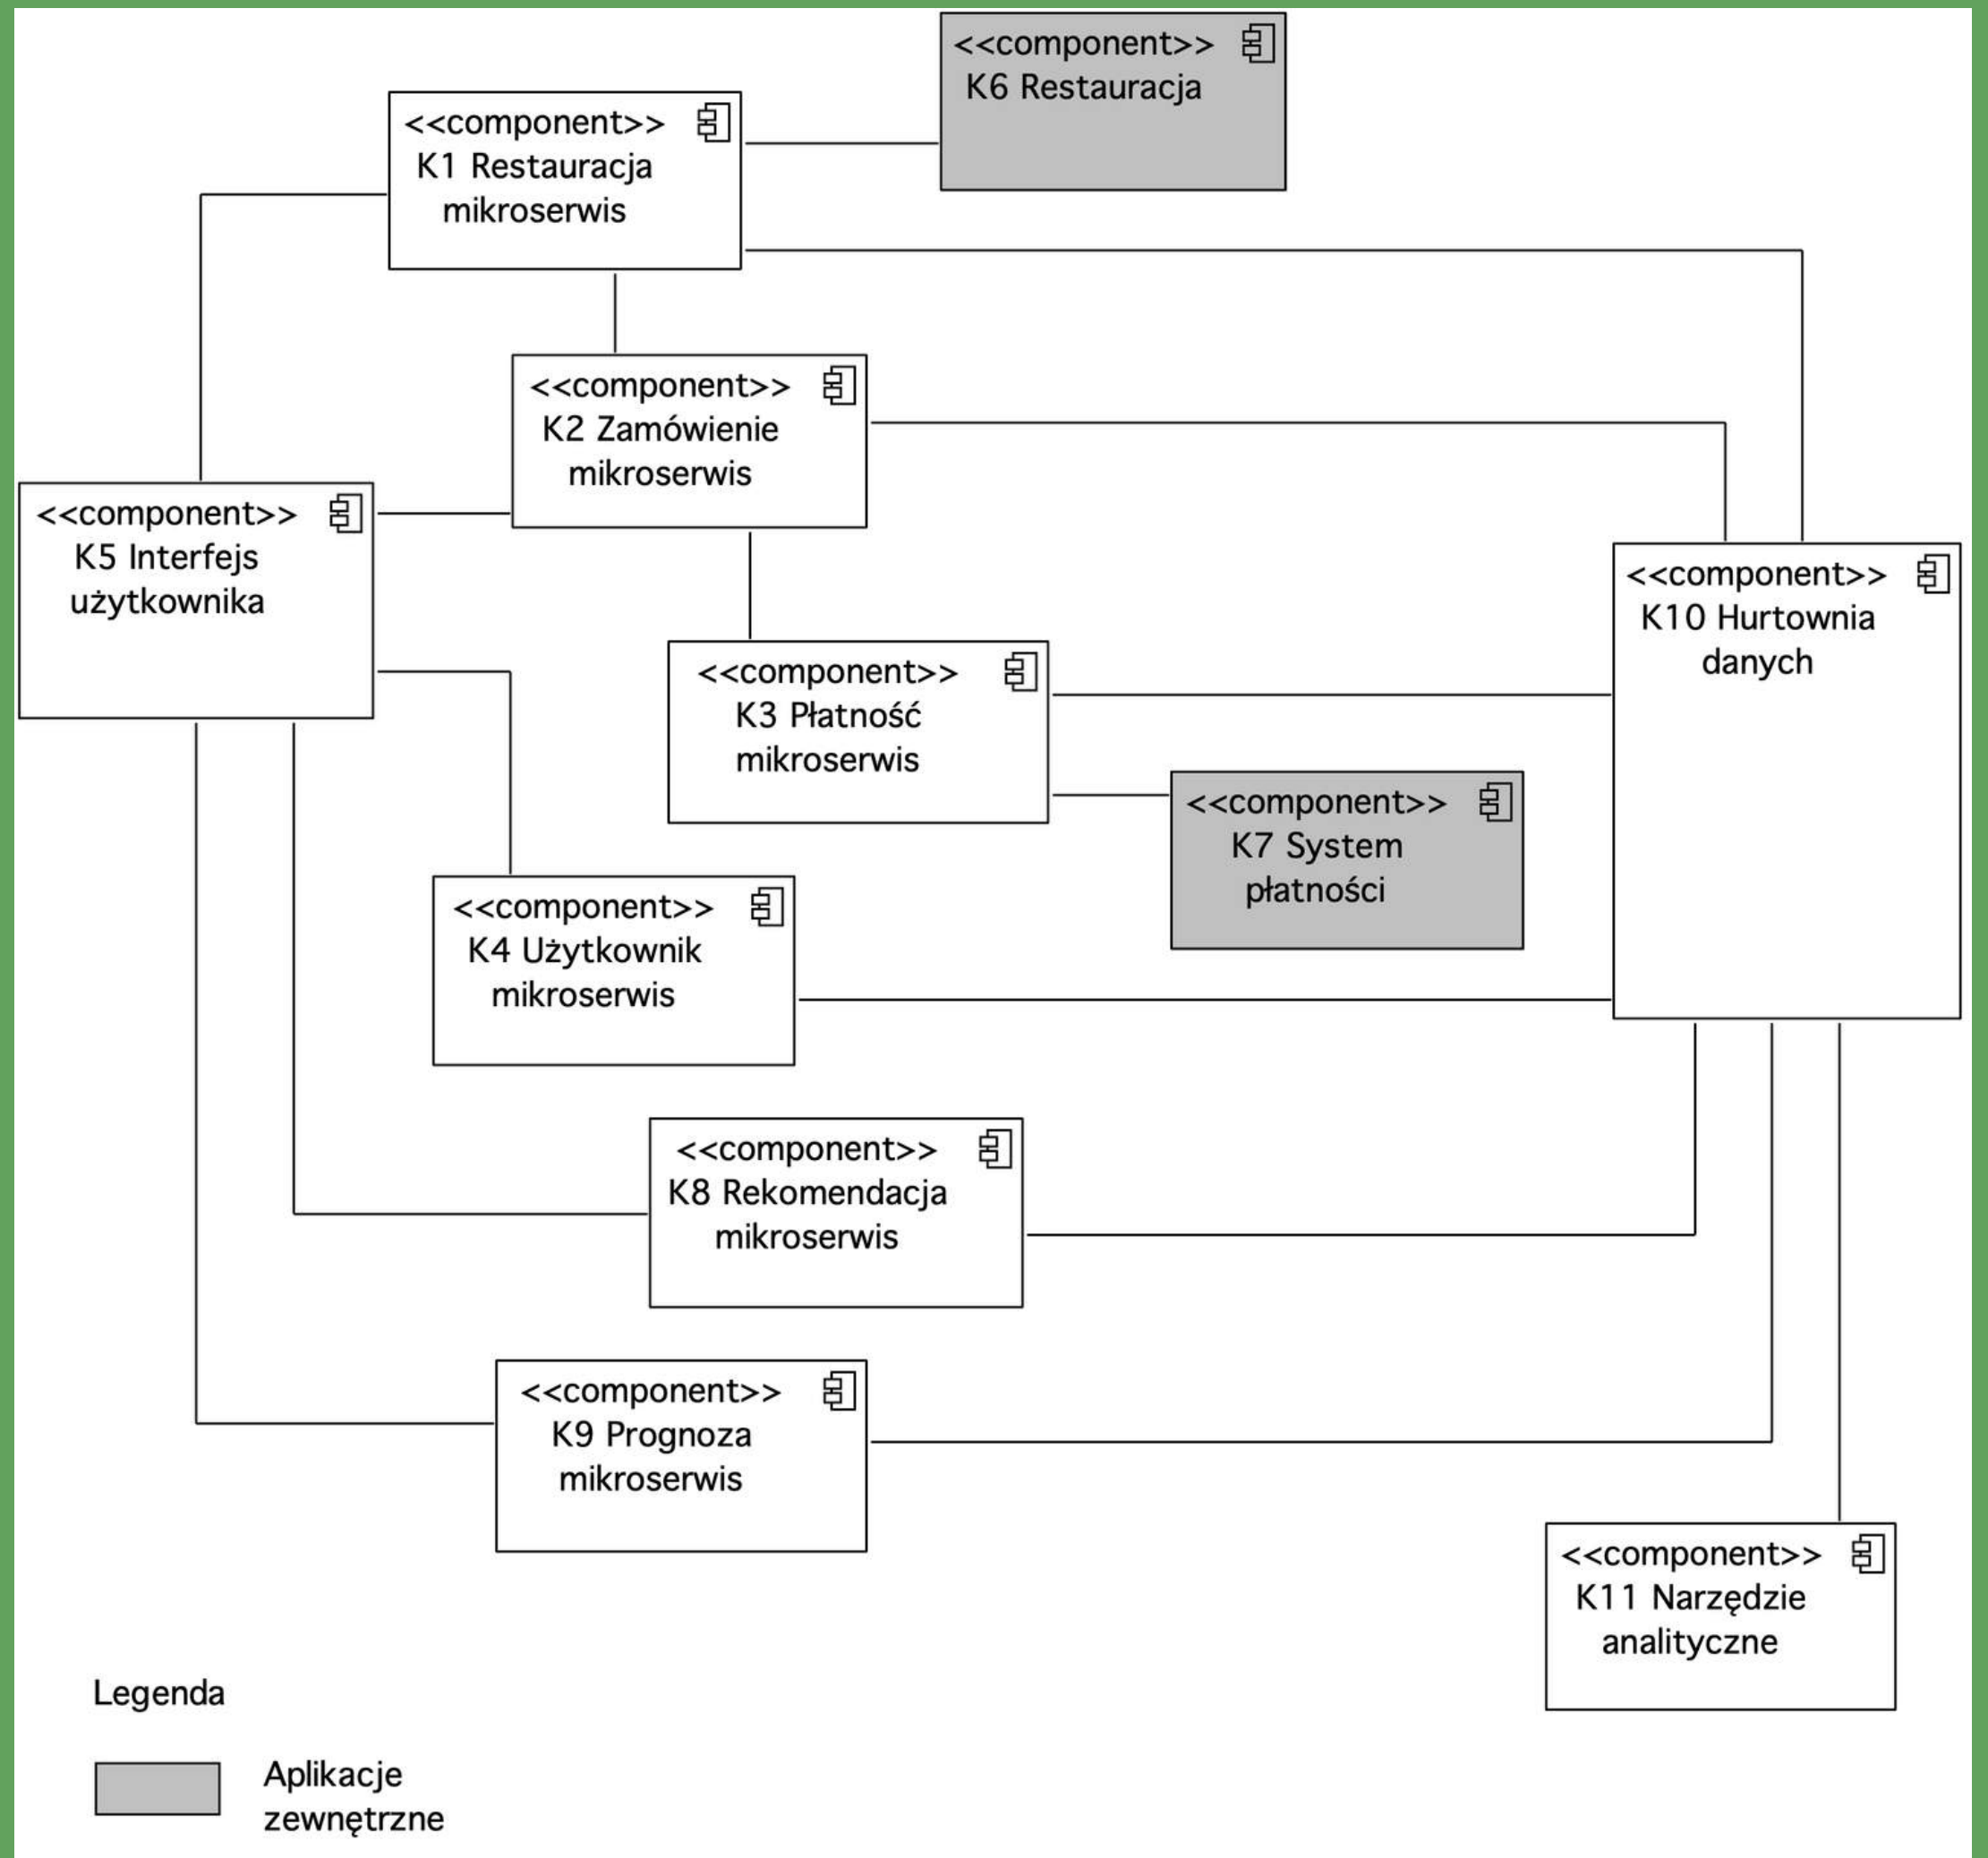 <<component>>
K6 Restauracja
<<component>>
K1 Restauracja
mikroserwis
<<component>>
K2 Zamówienie
mikroserwis
<<component>>
K5 Interfejs
użytkownika
<<component>>
K10 Hurtownia
danych
<<component>>
K3 Płatność
mikroserwis
<<component>>
K7 System
płatności
<<component>>
K4 Użytkownik
mikroserwis
<<component>>
K8 Rekomendacja
mikroserwis
<<component>>
K9 Prognoza
mikroserwis
<<component>>
K11 Narzędzie
analityczne
Legenda
Aplikacje
zewnętrzne